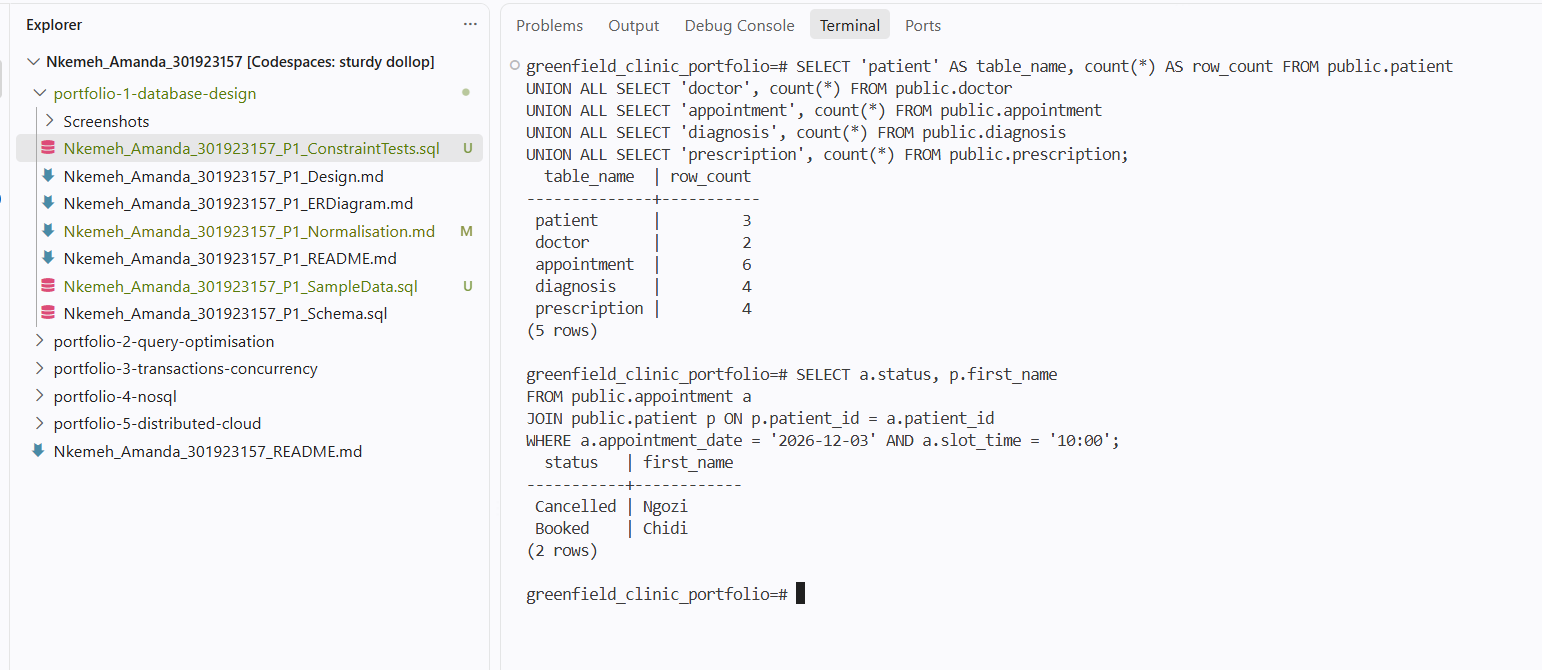 Explorer
...
Nkemeh_Amanda_301923157 [Codespaces: sturdy dollop]
portfolio-1-database-design
Screenshots
Nkemeh_Amanda_301923157_P1_ConstraintTests.sql U
Nkemeh_Amanda_301923157_P1_Design.md
Nkemeh_Amanda_301923157_P1_ERDiagram.md
Nkemeh_Amanda_301923157_P1_Normalisation.md M
Nkemeh_Amanda_301923157_P1_README.md
Nkemeh_Amanda_301923157_P1_SampleData.sql U
Nkemeh_Amanda_301923157_P1_Schema.sql
portfolio-2-query-optimisation
portfolio-3-transactions-concurrency
portfolio-4-nosql
portfolio-5-distributed-cloud
Nkemeh_Amanda_301923157_README.md
Problems Output Debug Console Terminal Ports
greenfield_clinic_portfolio=# SELECT 'patient' AS table_name, count(*) AS row_count FROM public.patient
UNION ALL SELECT 'doctor', count(*) FROM public.doctor
UNION ALL SELECT 'appointment', count(*) FROM public.appointment
UNION ALL SELECT 'diagnosis', count(*) FROM public.diagnosis
UNION ALL SELECT 'prescription', count(*) FROM public.prescription;
  table_name  | row_count
--------------+-----------
 patient      |         3
 doctor       |         2
 appointment  |         6
 diagnosis    |         4
 prescription |         4
(5 rows)
greenfield_clinic_portfolio=# SELECT a.status, p.first_name
FROM public.appointment a
JOIN public.patient p ON p.patient_id = a.patient_id
WHERE a.appointment_date = '2026-12-03' AND a.slot_time = '10:00';
  status   | first_name
-----------+------------
 Cancelled | Ngozi
 Booked    | Chidi
(2 rows)
greenfield_clinic_portfolio=#